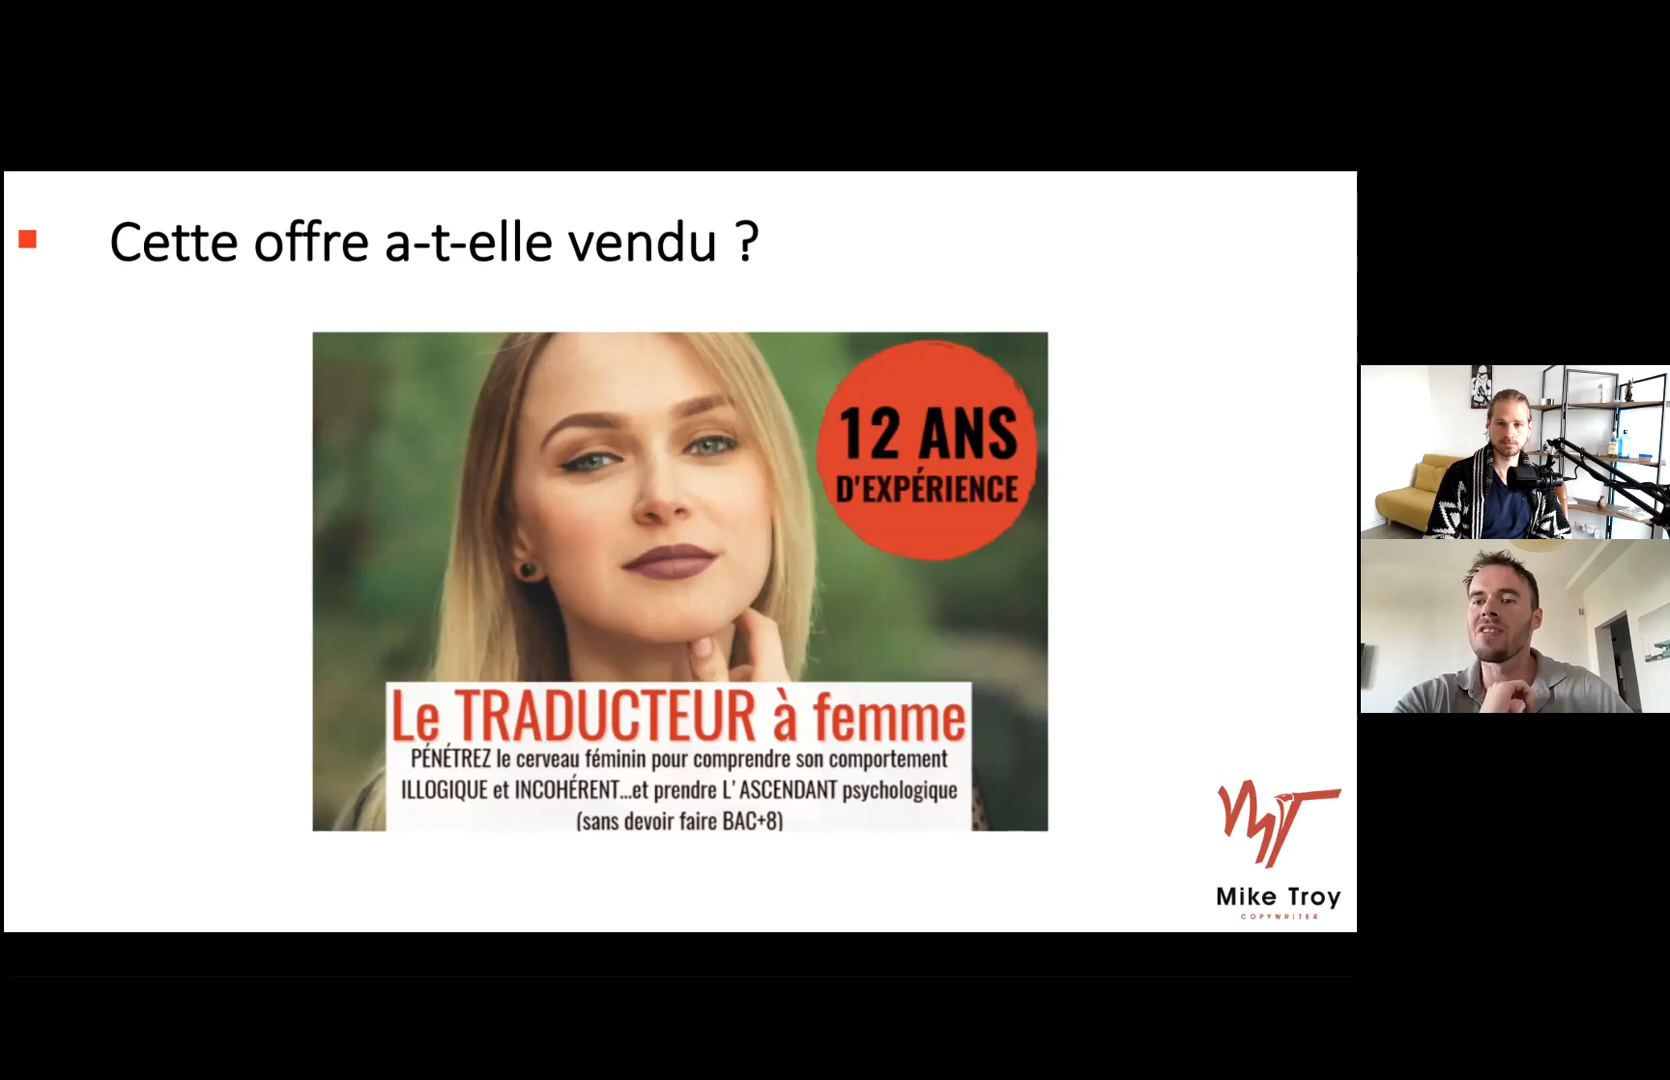 Cette offre a-t-elle vendu ?
12 ANS
D'EXPÉRIENCE
Le TRADUCTEUR à femme
PÉNÉTREZ le cerveau féminin pour comprendre son comportement
ILLOGIQUE et INCOHÉRENT...et prendre L'ASCENDANT psychologique
(sans devoir faire BAC+8)
Mike Troy
COPYWRITER